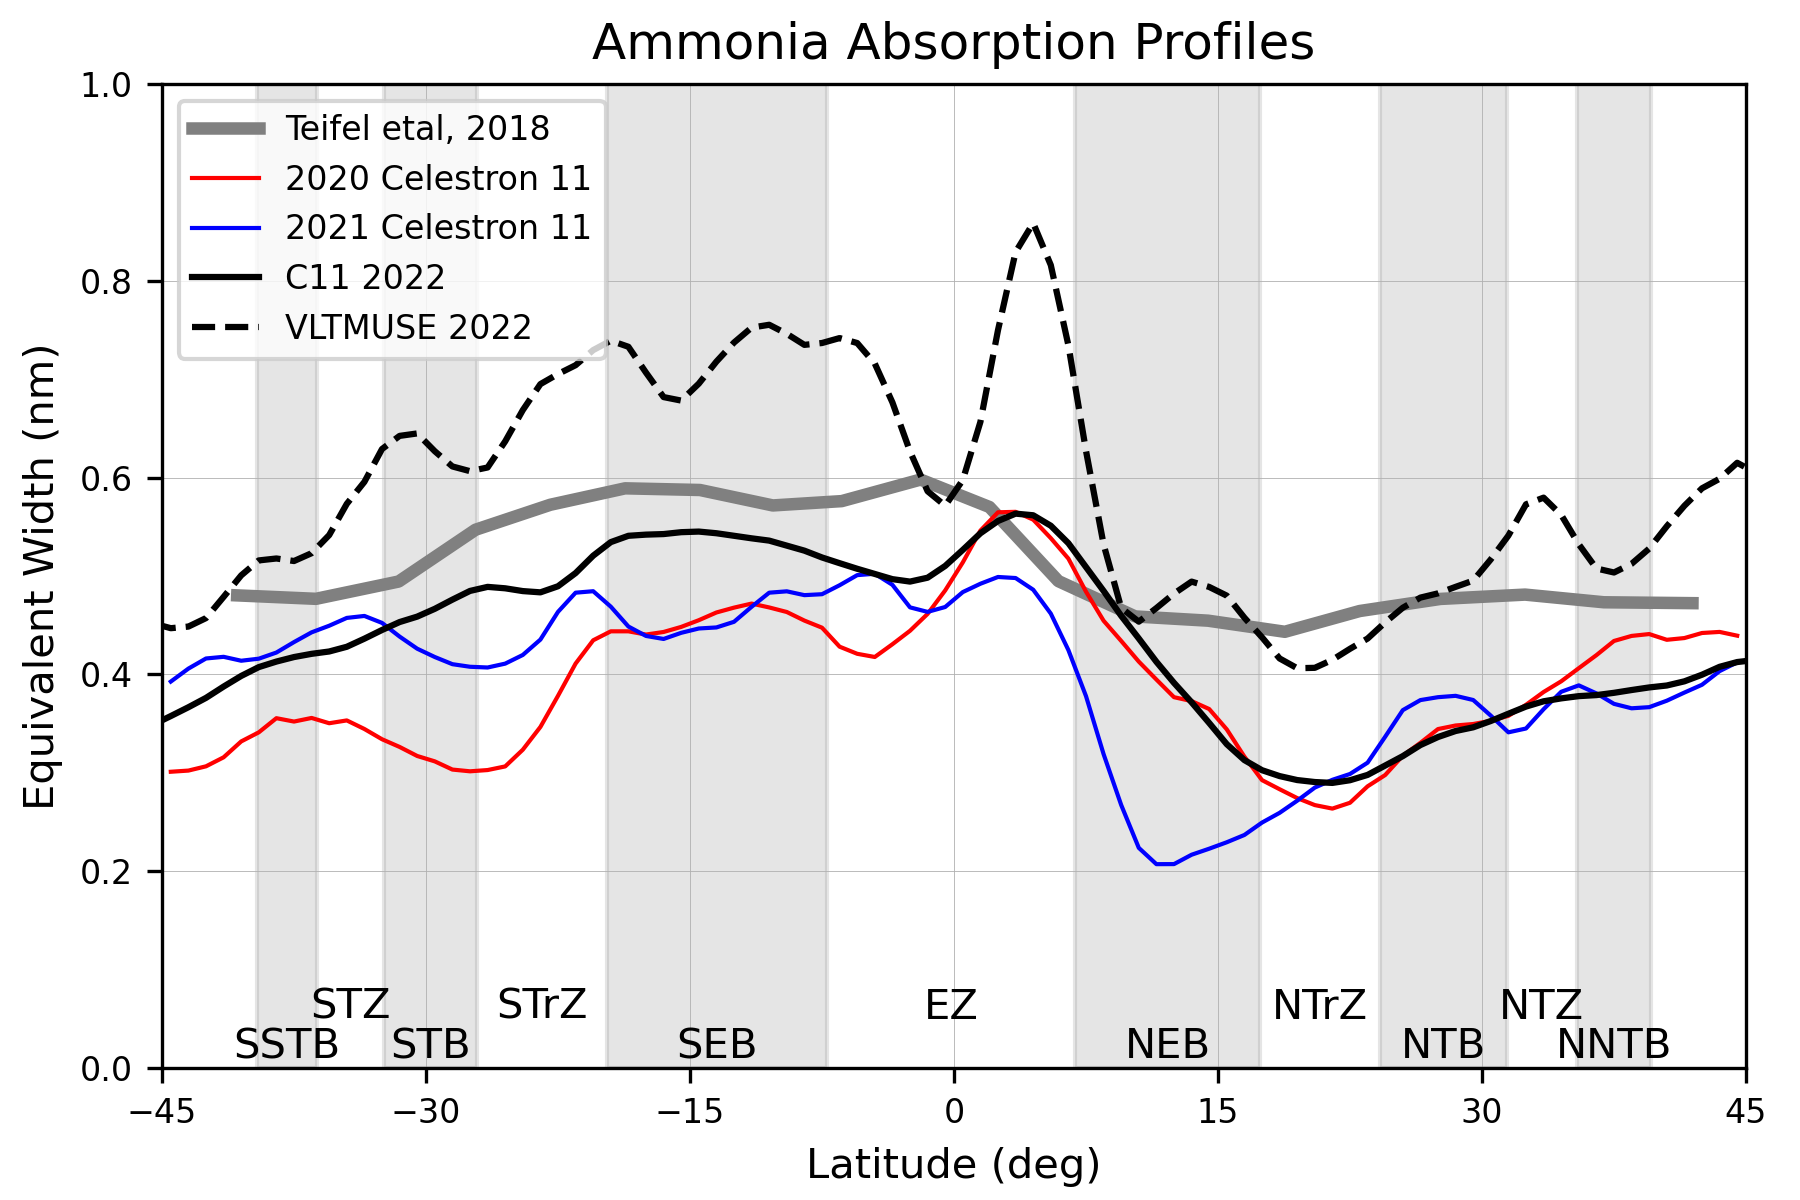 Ammonia Absorption Profiles
1.0
0.8
0.6
0.4
0.2
0.0
Equivalent Width (nm)
Teifel etal, 2018
2020 Celestron 11
2021 Celestron 11
C11 2022
VLTMUSE 2022
STZ STrZ EZ NTrZ NTZ
SSTB STB SEB NEB NTB NNTB
−45 −30 −15 0 15 30 45
Latitude (deg)